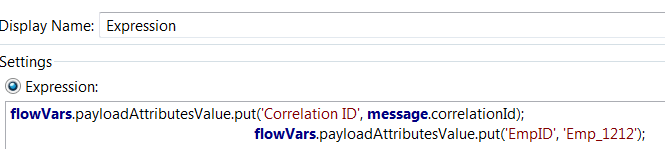 Display Name: Expression
Settings
Expression:
flowVars.payloadAttributesValue.put('Correlation ID', message.correlationId);
flowVars.payloadAttributesValue.put('EmpID', 'Emp_1212');